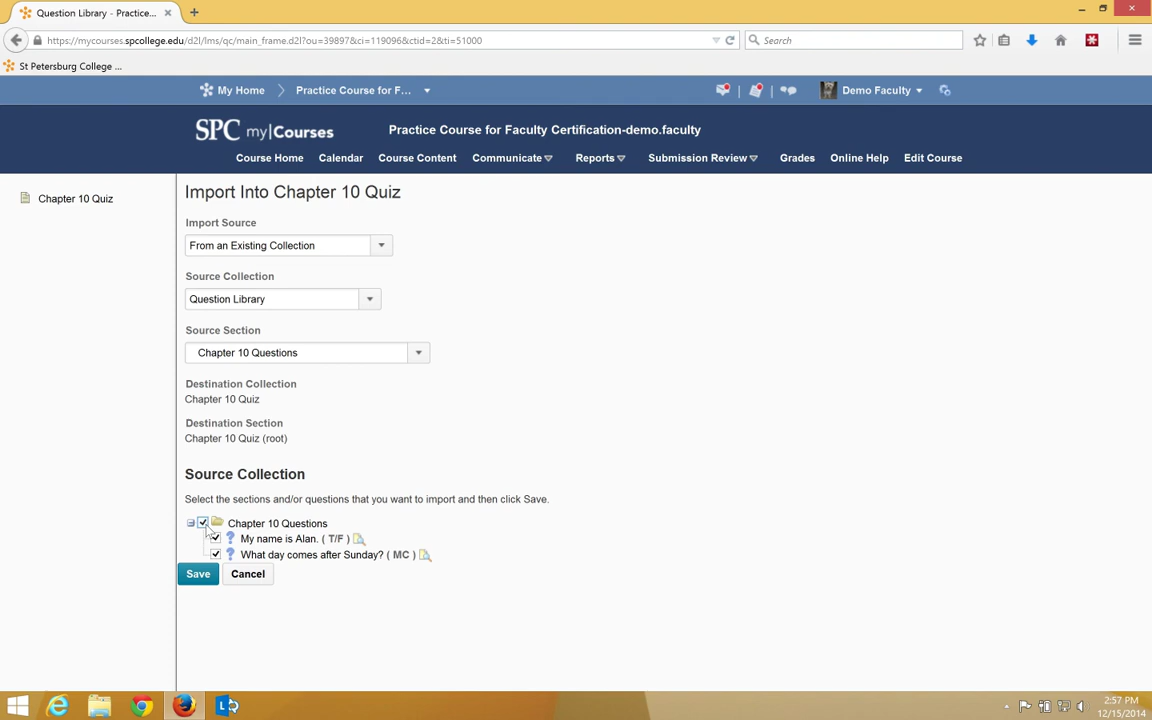 Question Library - Practice...
https://mycourses.spcollege.edu/d2l/lms/qc/main_frame.d2l?ou=39897&ci=119096&ctid=2&ti=51000
Search
St Petersburg College ...
My Home
Practice Course for F...
Demo Faculty
SPC my|Courses
Practice Course for Faculty Certification-demo.faculty
Course Home
Calendar
Course Content
Communicate
Reports
Submission Review
Grades
Online Help
Edit Course
Chapter 10 Quiz
Import Into Chapter 10 Quiz
Import Source
From an Existing Collection
Source Collection
Question Library
Source Section
Chapter 10 Questions
Destination Collection
Chapter 10 Quiz
Destination Section
Chapter 10 Quiz (root)
Source Collection
Select the sections and/or questions that you want to import and then click Save.
Chapter 10 Questions
My name is Alan. ( T/F )
What day comes after Sunday? ( MC )
Save
Cancel
2:57 PM
12/15/2014